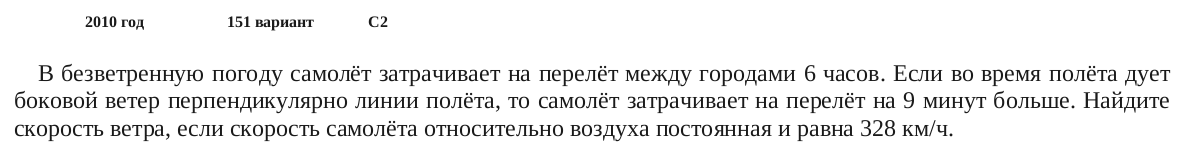 2010 год 151 вариант С2
В безветренную погоду самолёт затрачивает на перелёт между городами 6 часов. Если во время полёта дует
боковой ветер перпендикулярно линии полёта, то самолёт затрачивает на перелёт на 9 минут больше. Найдите
скорость ветра, если скорость самолёта относительно воздуха постоянная и равна 328 км/ч.